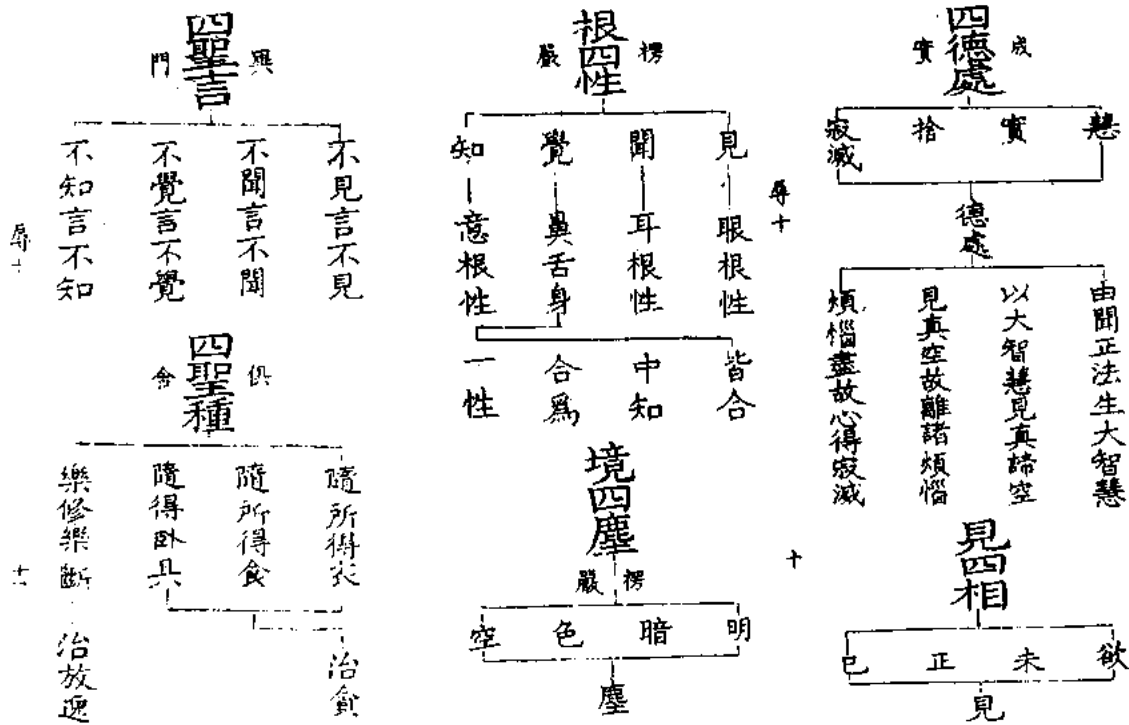 四德處
成
實
慧
實
捨
寂滅
德處
由聞正法生大智慧
以大智慧見真諦空
見真空故離諸煩惱
煩惱盡故心得寂滅
見四相
欲
未
正
已
見
十
根四性
楞
嚴
見
聞
覺
知
眼根性
耳根性
鼻舌身
意根性
皆合
中知
合爲
一性
境四塵
楞
嚴
明
暗
色
空
塵
四聖言
興
門
不見言不見
不聞言不聞
不覺言不覺
不知言不知
四聖種
俱
舍
隨所得衣
隨所得食
隨得臥具
樂修樂斷
治貪
治放逸